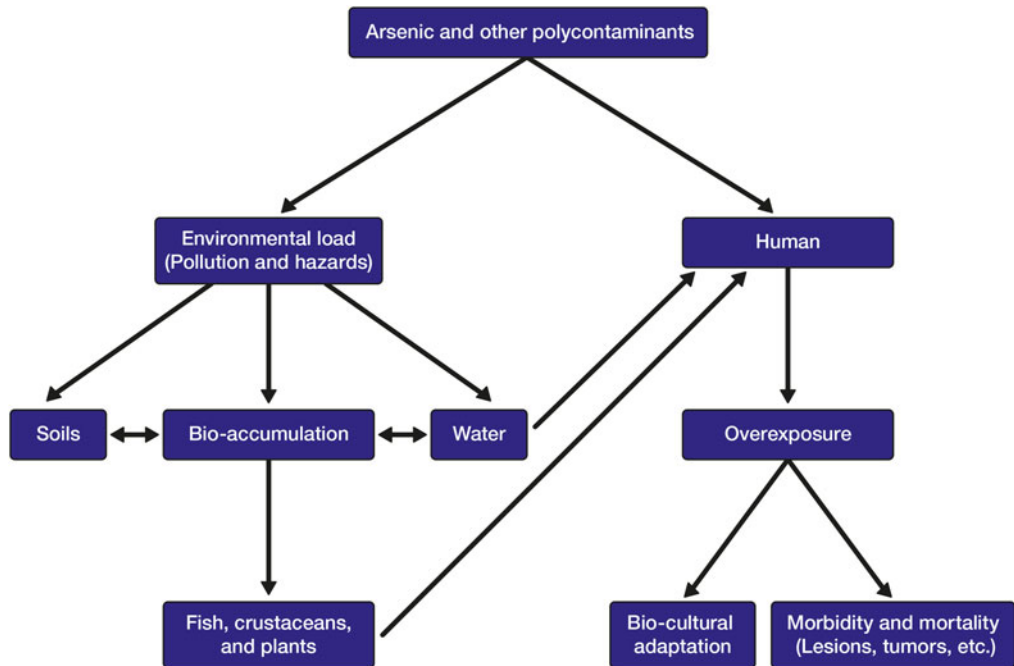 Arsenic and other polycontaminants
Environmental load
(Pollution and hazards)
Human
Soils
Bio-accumulation
Water
Overexposure
Fish, crustaceans,
and plants
Bio-cultural
adaptation
Morbidity and mortality
(Lesions, tumors, etc.)